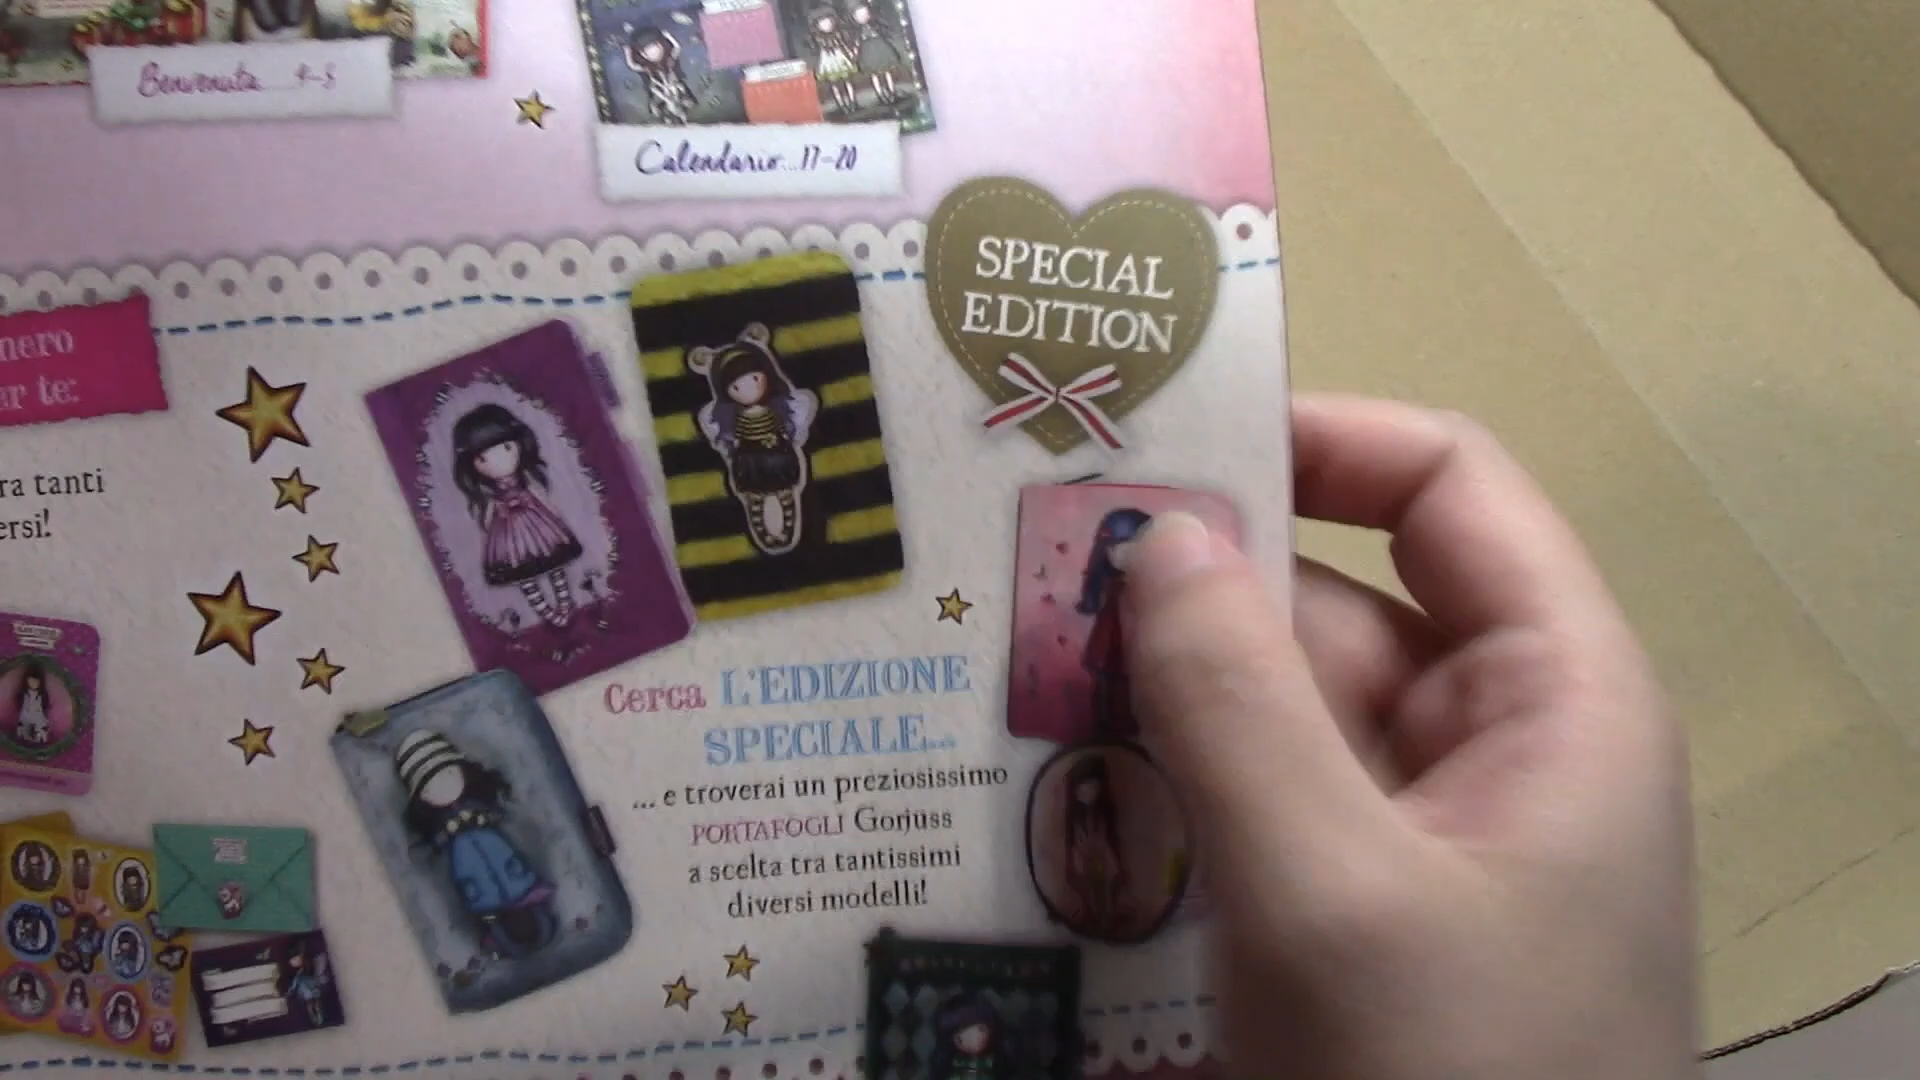 Benvenuta.....4-5
Calendario...17-20
SPECIAL
EDITION
nero
er te:
ra tanti
ersi!
Cerca L'EDIZIONE
SPECIALE...
... e troverai un preziosissimo
PORTAFOGLI Gorjuss
a scelta tra tantissimi
diversi modelli!